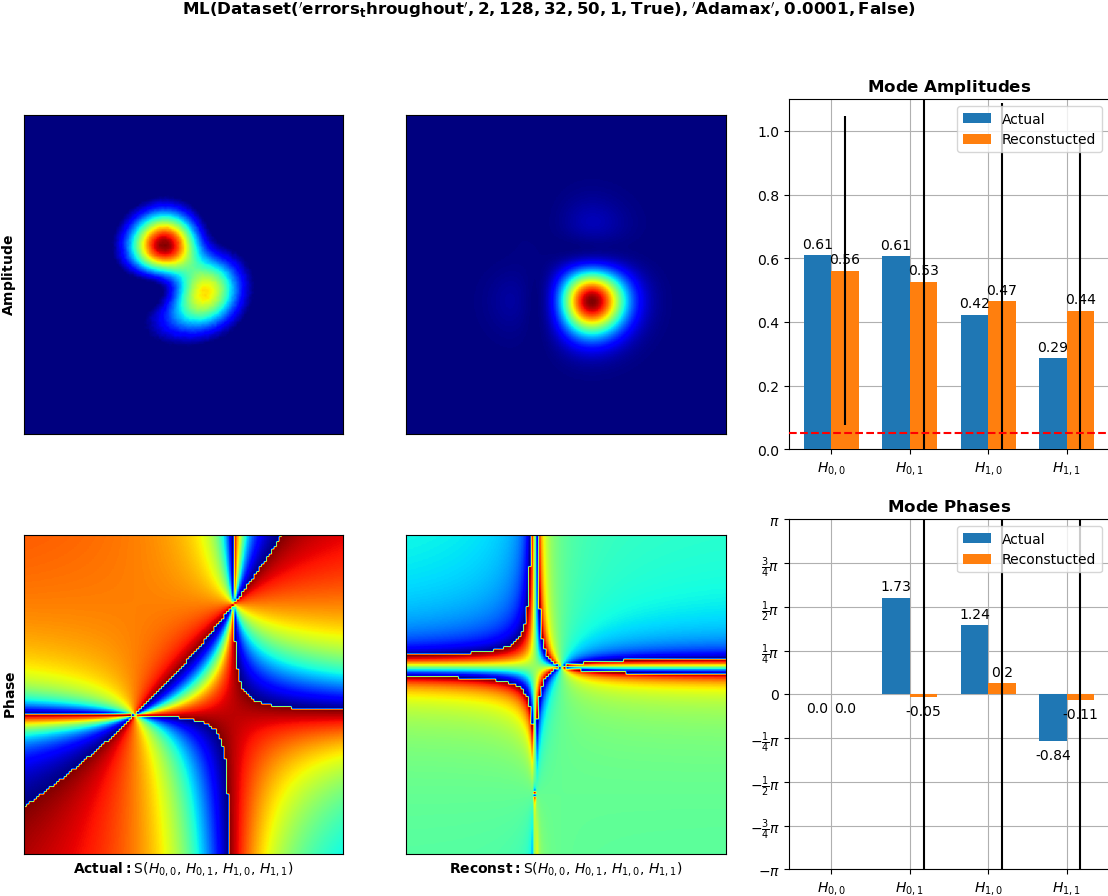 ML(Dataset('errors_throughout', 2, 128, 32, 50, 1, True), 'Adamax', 0.0001, False)
Amplitude
Mode Amplitudes
Actual
Reconstucted
1.0
0.8
0.6
0.4
0.2
0.0
0.61
0.56
0.61
0.53
0.42
0.47
0.29
0.44
H0,0
H0,1
H1,0
H1,1
Phase
Actual: S(H0,0, H0,1, H1,0, H1,1)
Reconst: S(H0,0, H0,1, H1,0, H1,1)
Mode Phases
Actual
Reconstucted
π
3/4π
1/2π
1/4π
0
−1/4π
−1/2π
−3/4π
−π
0.0
0.0
1.73
-0.05
1.24
0.2
-0.84
-0.11
H0,0
H0,1
H1,0
H1,1